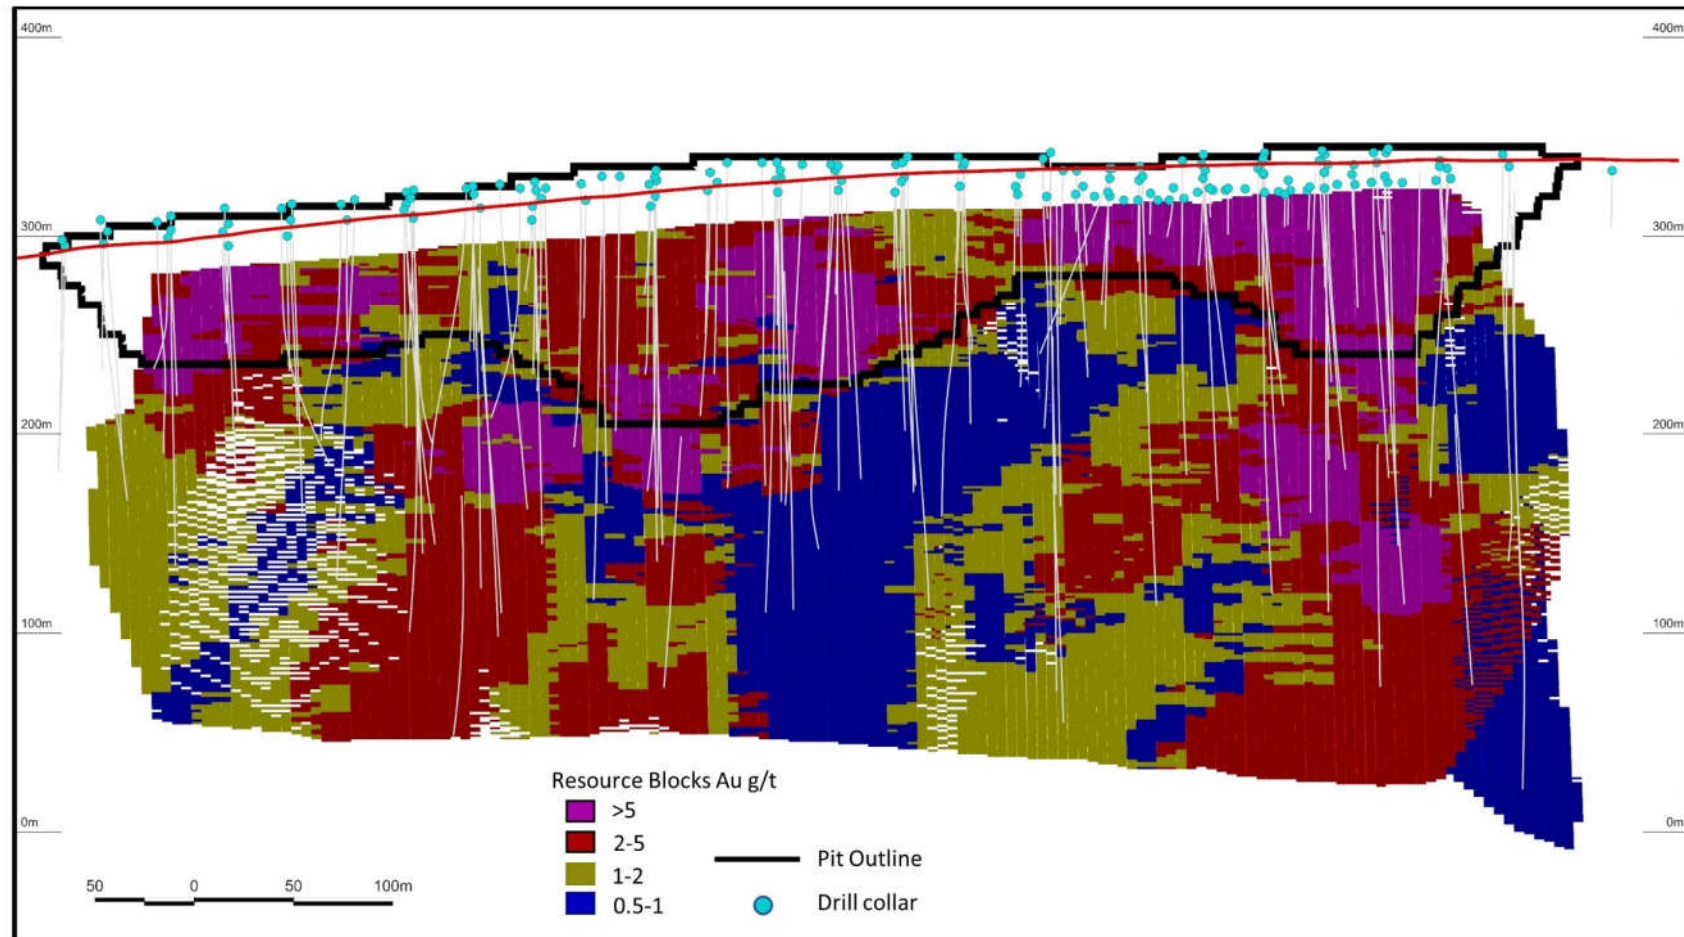 400m 400m
300m 300m
200m 200m
100m 100m
0m 0m
Resource Blocks Au g/t
>5
2-5
1-2
0.5-1
Pit Outline
Drill collar
50 0 50 100m